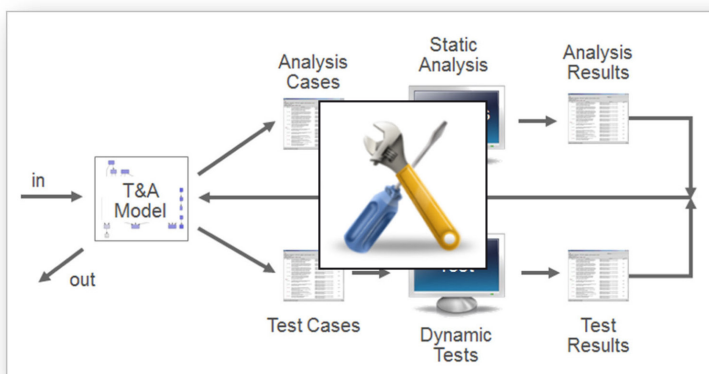 Analysis
Cases
Static
Analysis
Analysis
Results
in
T&A
Model
out
Test Cases
Dynamic
Tests
Test
Results